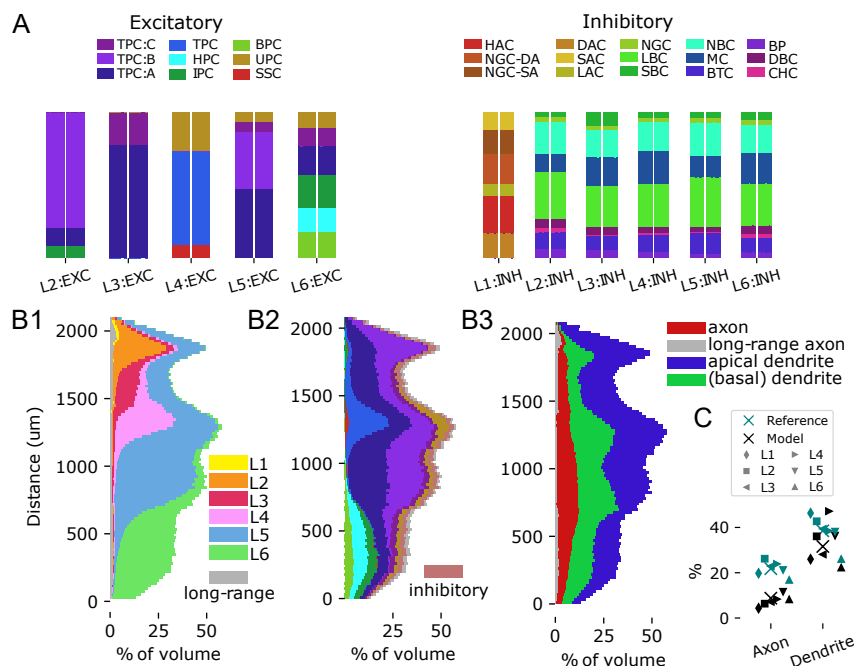 A
Excitatory
TPC:C TPC BPC
TPC:B HPC UPC
TPC:A IPC SSC
L2:EXC L3:EXC L4:EXC L5:EXC L6:EXC
Inhibitory
HAC DAC NGC NBC BP
NGC-DA SAC LBC MC DBC
NGC-SA LAC SBC BTC CHC
L1:INH L2:INH L3:INH L4:INH L5:INH L6:INH
B1
Distance (um)
2000
1500
1000
500
0
L1
L2
L3
L4
L5
L6
long-range
0 25 50
% of volume
B2
2000
1500
1000
500
0
inhibitory
0 25 50
% of volume
B3
2000
1500
1000
500
0
0 25 50
% of volume
axon
long-range axon
apical dendrite
(basal) dendrite
C
Reference
Model
L1 L4
L2 L5
L3 L6
%
40
20
0
Axon Dendrite